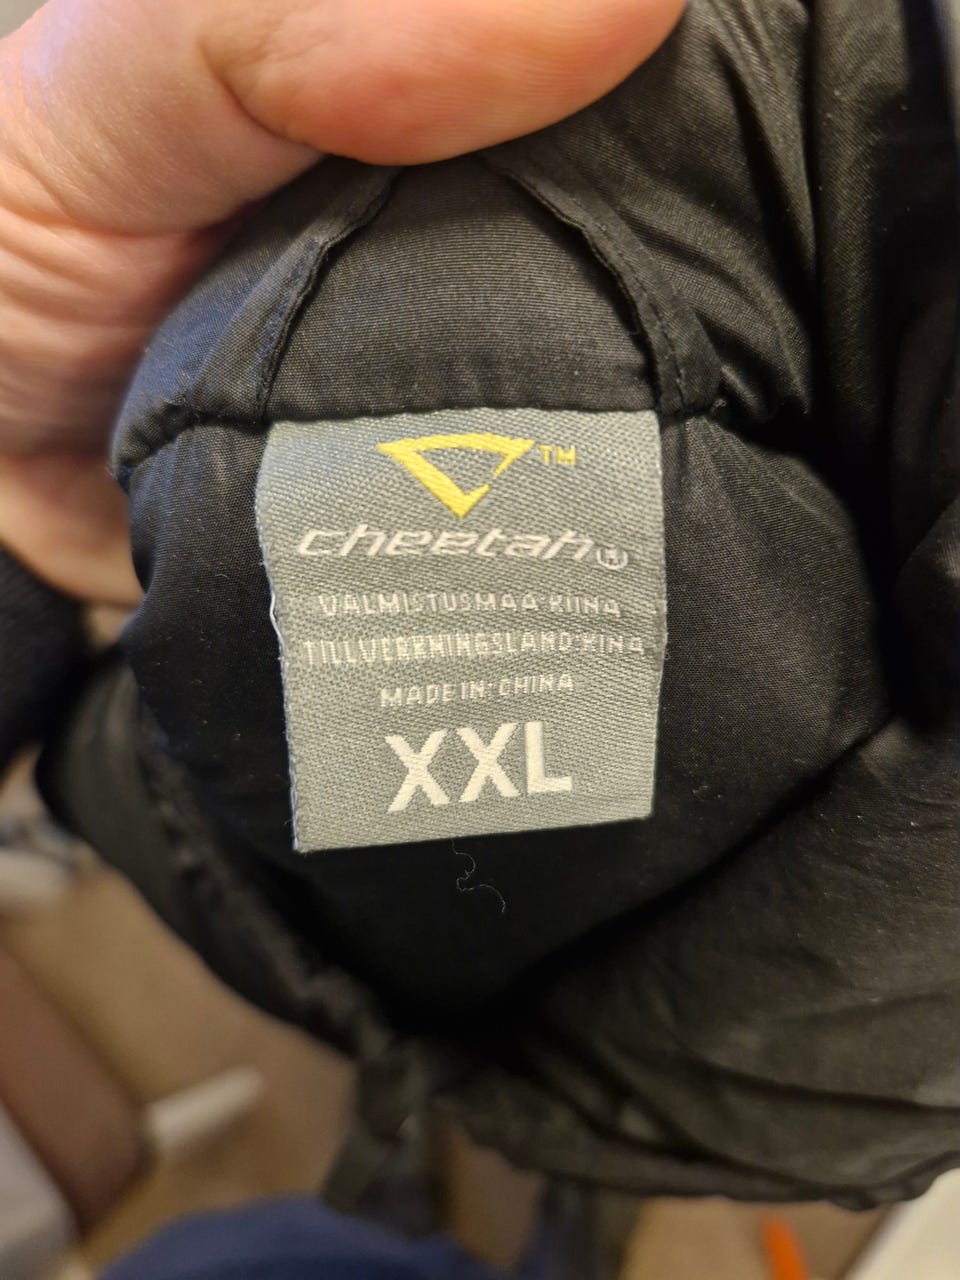 TM
cheetah®
VALMISTUSMAA:KIINA
TILLVERKNINGSLAND:KINA
MADE IN:CHINA
XXL